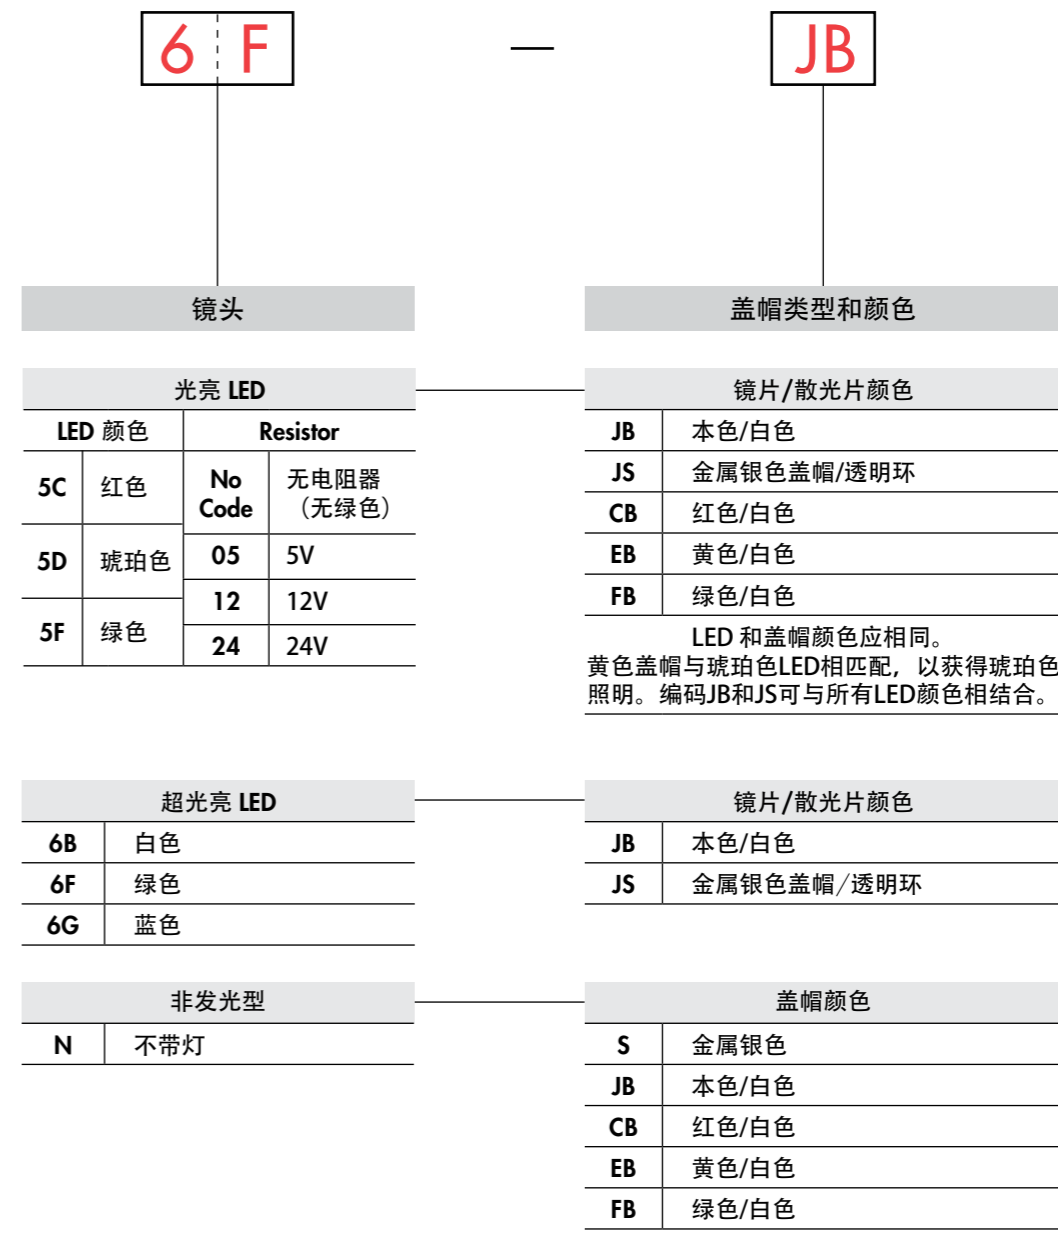 6 F — JB
镜头
盖帽类型和颜色
光亮 LED
LED 颜色 Resistor
5C 红色
5D 琥珀色
5F 绿色
No Code 无电阻器（无绿色）
05 5V
12 12V
24 24V
镜片/散光片颜色
JB 本色/白色
JS 金属银色盖帽/透明环
CB 红色/白色
EB 黄色/白色
FB 绿色/白色
LED 和盖帽颜色应相同。
黄色盖帽与琥珀色LED相匹配，以获得琥珀色
照明。编码JB和JS可与所有LED颜色相结合。
超光亮 LED
6B 白色
6F 绿色
6G 蓝色
镜片/散光片颜色
JB 本色/白色
JS 金属银色盖帽/透明环
非发光型
N 不带灯
盖帽颜色
S 金属银色
JB 本色/白色
CB 红色/白色
EB 黄色/白色
FB 绿色/白色